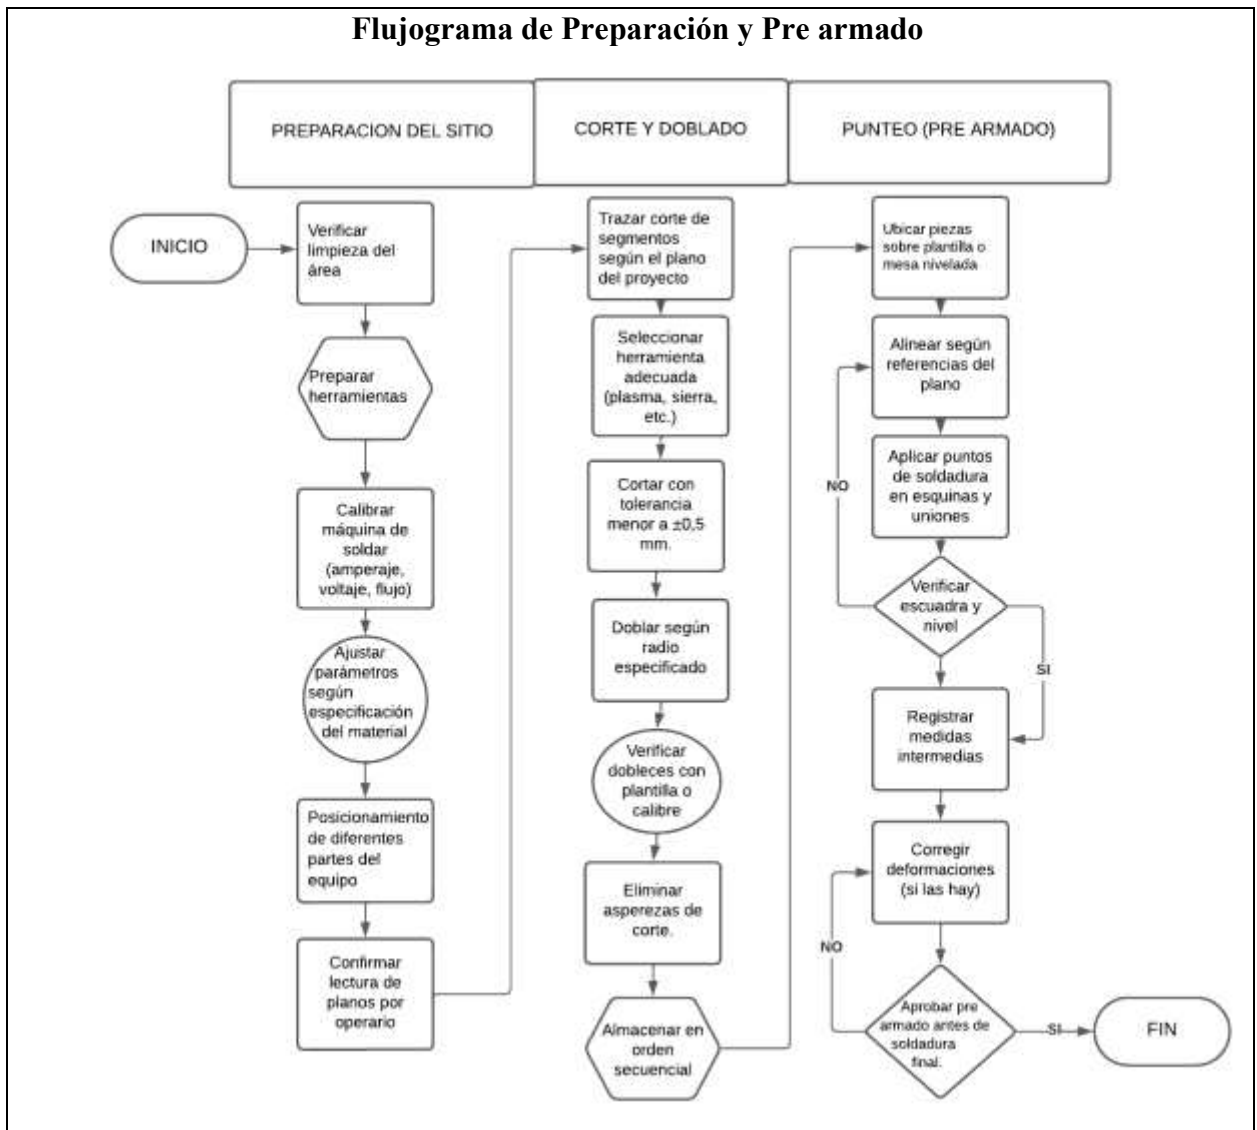 Flujograma de Preparación y Pre armado
PREPARACION DEL SITIO
CORTE Y DOBLADO
PUNTEO (PRE ARMADO)
INICIO
Verificar
limpieza del
área
Preparar
herramientas
Calibrar
máquina de
soldar
(amperaje,
voltaje, flujo)
Ajustar
parámetros
según
especificación
del material
Posicionamiento
de diferentes
partes del
equipo
Confirmar
lectura de
planos por
operario
Trazar corte de
segmentos
según el plano
del proyecto
Seleccionar
herramienta
adecuada
(plasma, sierra,
etc.)
Cortar con
tolerancia
menor a ±0,5
mm.
Doblar según
radio
especificado
Verificar
dobleces con
plantilla o
calibre
Eliminar
asperezas de
corte.
Almacenar en
orden
secuencial
Ubicar piezas
sobre plantilla o
mesa nivelada
Alinear según
referencias del
plano
Aplicar puntos
de soldadura
en esquinas y
uniones
NO
Verificar
escuadra y
nivel
SI
Registrar
medidas
intermedias
Corregir
deformaciones
(si las hay)
NO
Aprobar pre
armado antes de
soldadura
final.
SI
FIN